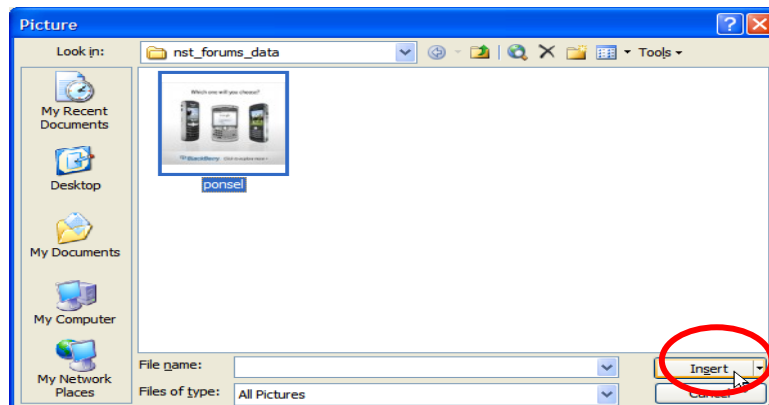 Picture
Look in:
nst_forums_data
Tools
My Recent
Documents
Which one will you choose?
BlackBerry
ponsel
Desktop
My Documents
My Computer
My Network
Places
File name:
Insert
Files of type:
All Pictures
Cancel